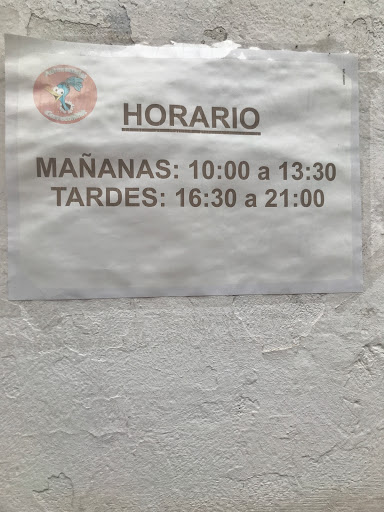 HORARIO
MAÑANAS: 10:00 a 13:30
TARDES: 16:30 a 21:00